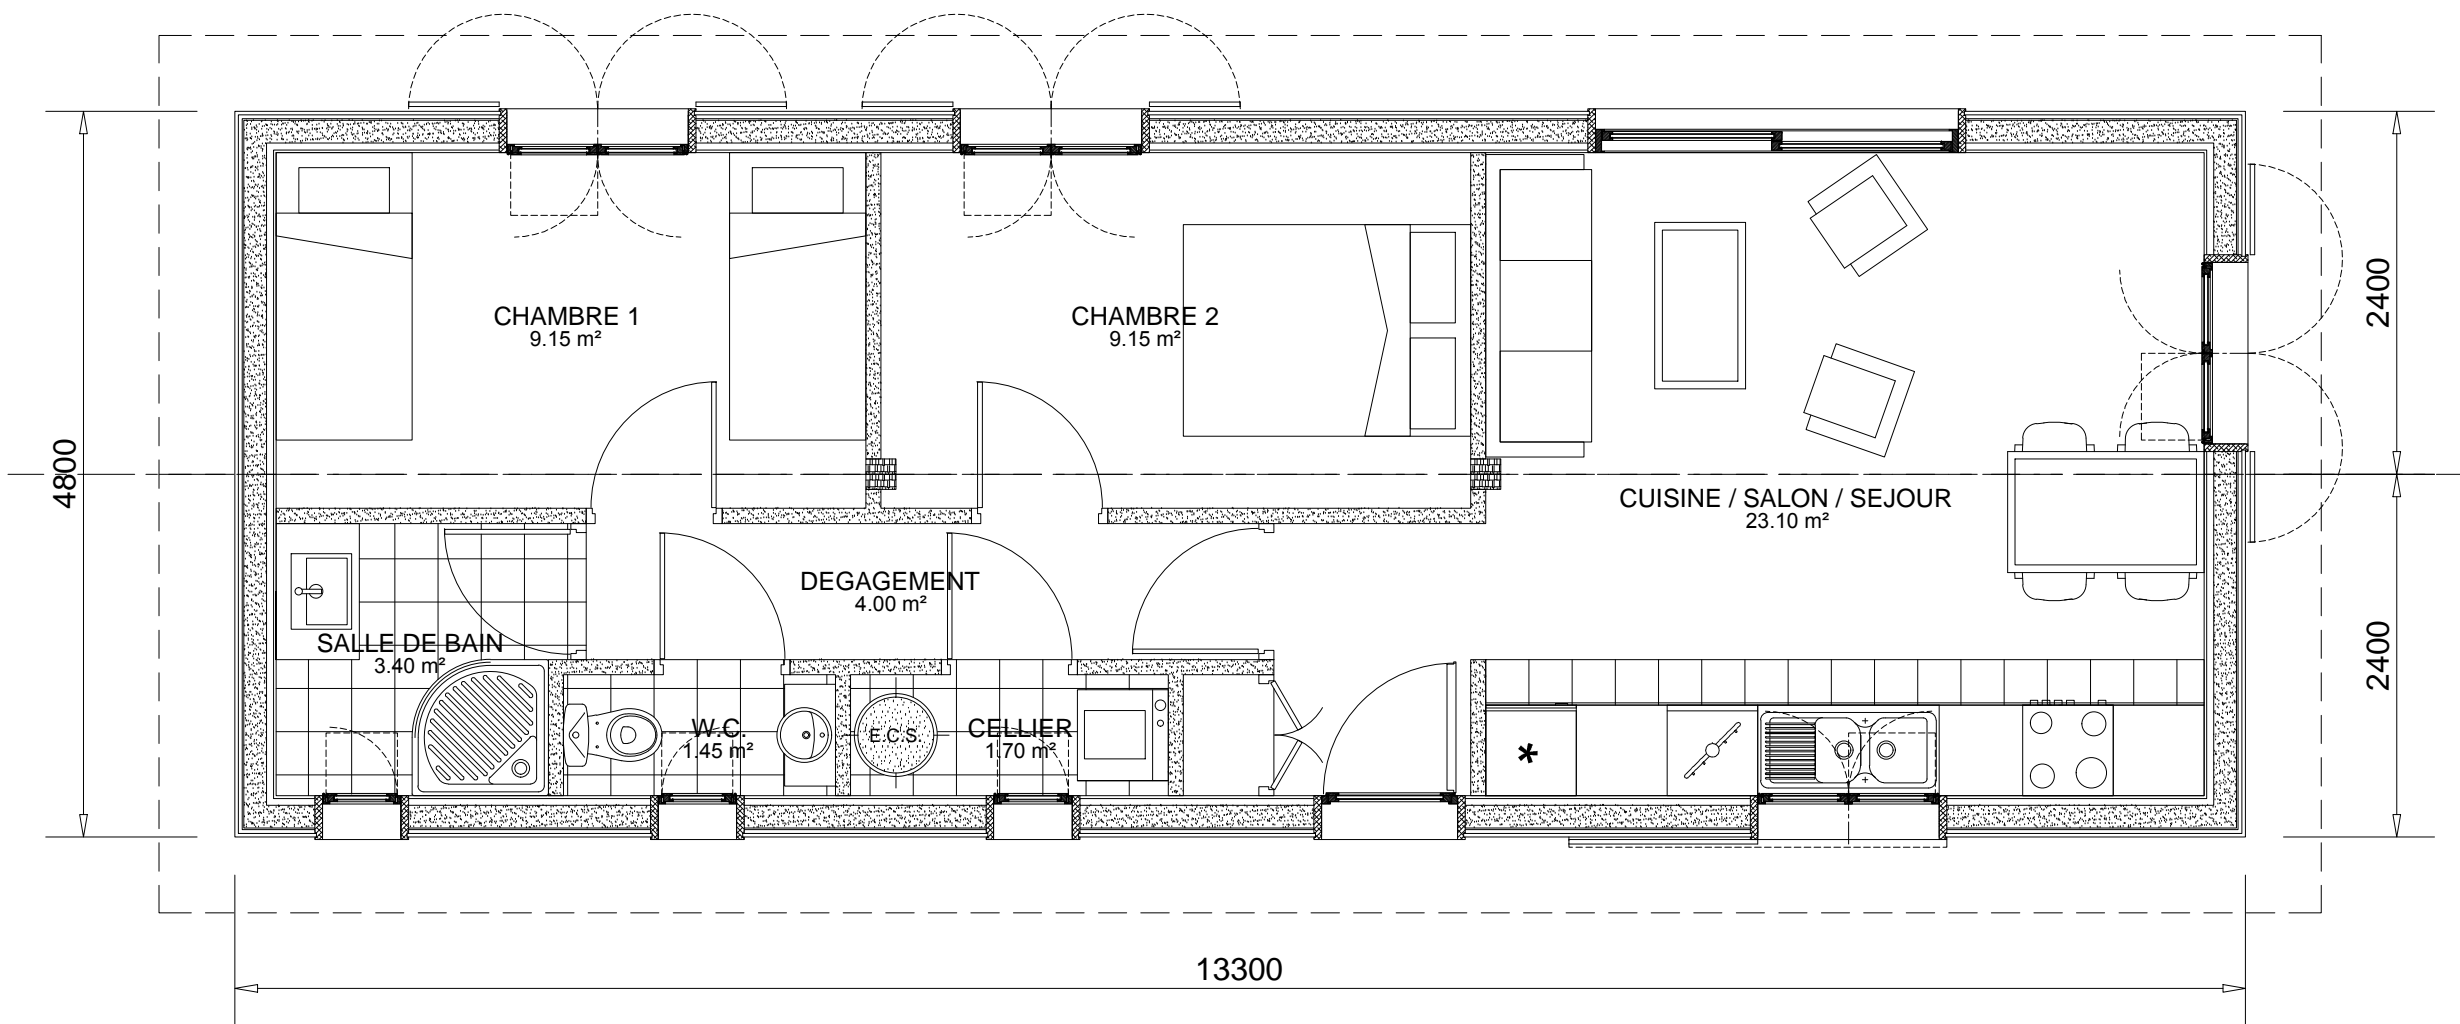 CHAMBRE 1
9.15 m²
CHAMBRE 2
9.15 m²
CUISINE / SALON / SEJOUR
23.10 m²
DEGAGEMENT
4.00 m²
SALLE DE BAIN
3.40 m²
W.C.
1.45 m²
E.C.S.
CELLIER
1.70 m²
*
4800
2400
2400
13300